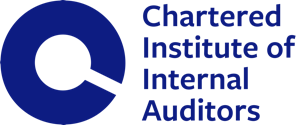 Chartered
Institute of
Internal
Auditors